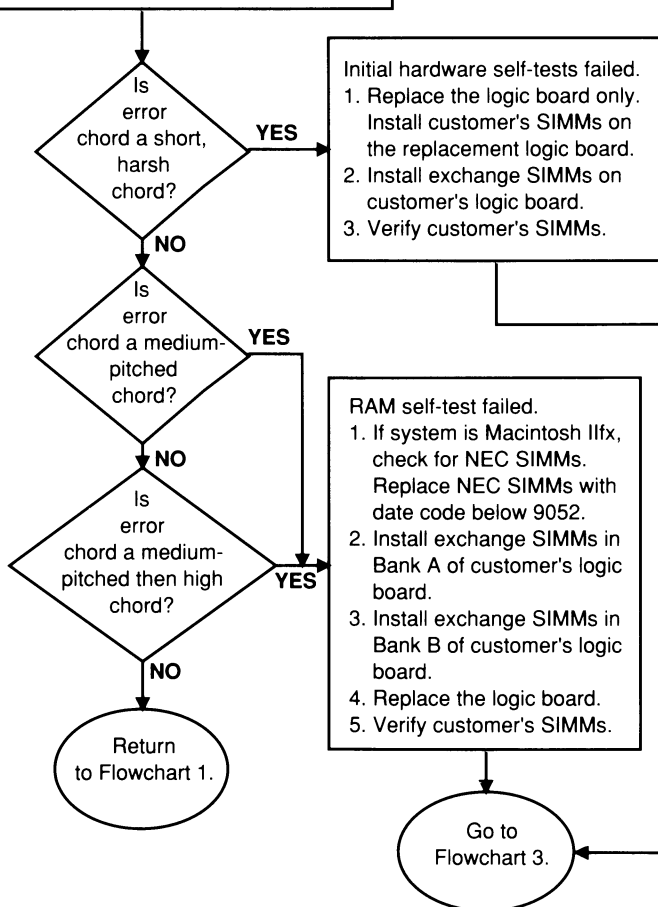 Is
error
chord a short,
harsh
chord?
YES
Initial hardware self-tests failed.
1. Replace the logic board only.
Install customer's SIMMs on
the replacement logic board.
2. Install exchange SIMMs on
customer's logic board.
3. Verify customer's SIMMs.
NO
Is
error
chord a medium-
pitched
chord?
YES
NO
Is
error
chord a medium-
pitched then high
chord?
YES
RAM self-test failed.
1. If system is Macintosh IIfx,
check for NEC SIMMs.
Replace NEC SIMMs with
date code below 9052.
2. Install exchange SIMMs in
Bank A of customer's logic
board.
3. Install exchange SIMMs in
Bank B of customer's logic
board.
4. Replace the logic board.
5. Verify customer's SIMMs.
NO
Return
to Flowchart 1.
Go to
Flowchart 3.